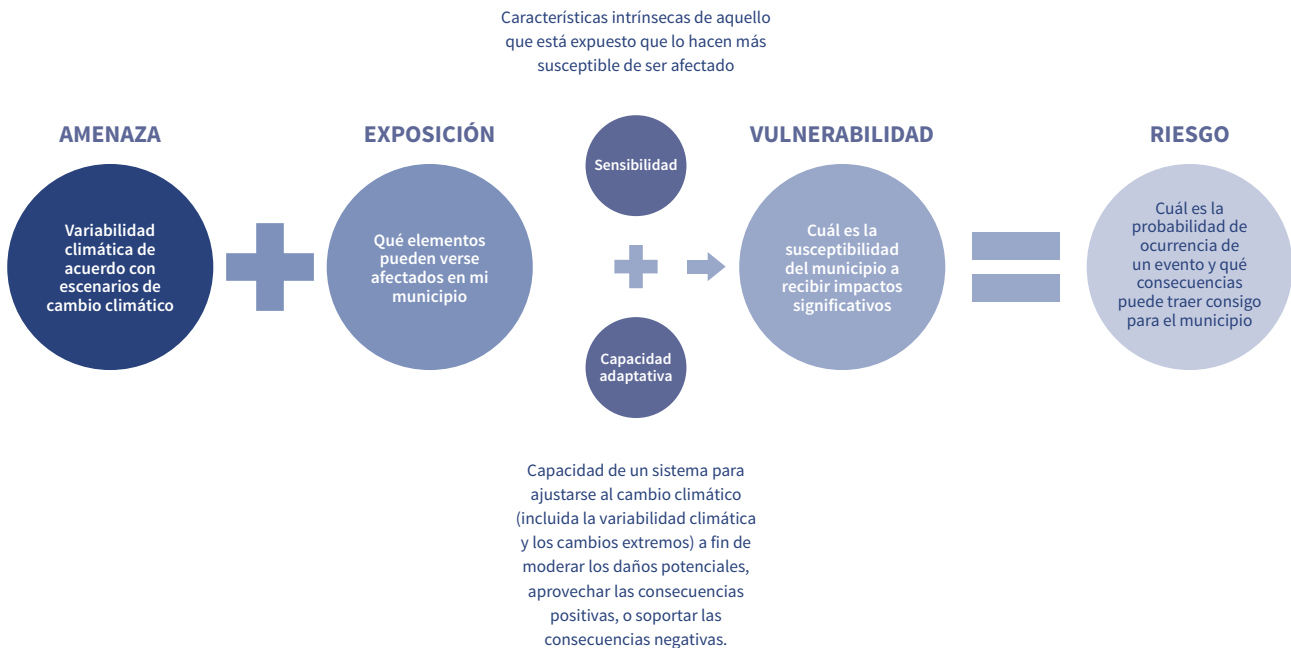 Características intrínsecas de aquello
que está expuesto que lo hacen más
susceptible de ser afectado
AMENAZA
Variabilidad
climática de
acuerdo con
escenarios de
cambio climático
EXPOSICIÓN
Qué elementos
pueden verse
afectados en mi
municipio
Sensibilidad
Capacidad
adaptativa
VULNERABILIDAD
Cuál es la
susceptibilidad
del municipio a
recibir impactos
significativos
RIESGO
Cuál es la
probabilidad de
ocurrencia de
un evento y qué
consecuencias
puede traer consigo
para el municipio
Capacidad de un sistema para
ajustarse al cambio climático
(incluida la variabilidad climática
y los cambios extremos) a fin de
moderar los daños potenciales,
aprovechar las consecuencias
positivas, o soportar las
consecuencias negativas.